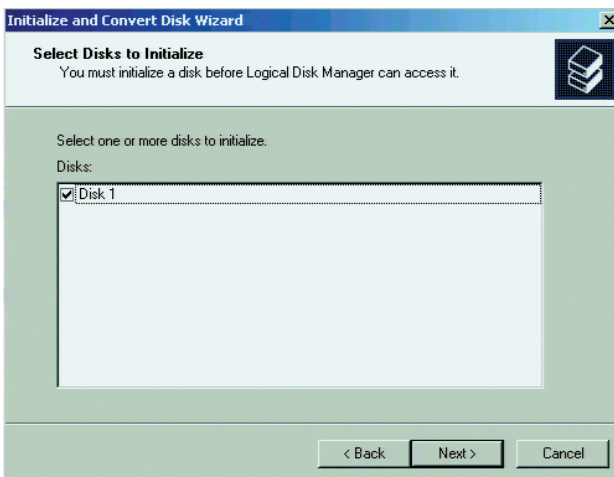 Initialize and Convert Disk Wizard
Select Disks to Initialize
You must initialize a disk before Logical Disk Manager can access it.
Select one or more disks to initialize.
Disks:
Disk 1
< Back
Next >
Cancel